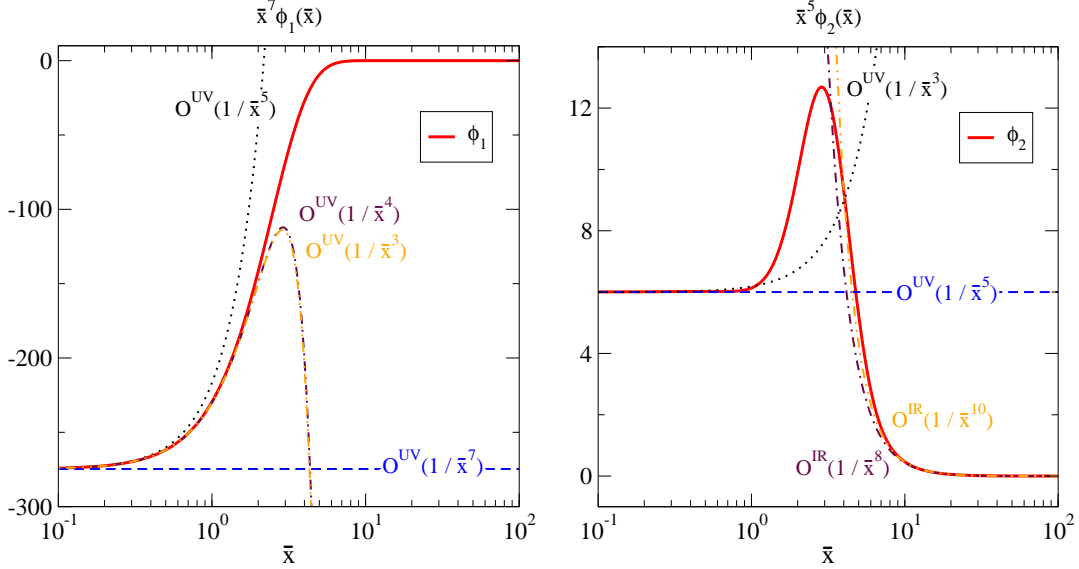 x̄⁷ϕ₁(x̄)
0
-100
-200
-300
O^UV(1 / x̄⁵)
ϕ₁
O^UV(1 / x̄⁴)
O^UV(1 / x̄³)
O^UV(1 / x̄⁷)
10⁻¹ 10⁰ 10¹ 10²
x̄
x̄⁵ϕ₂(x̄)
12
8
4
0
O^UV(1 / x̄³)
ϕ₂
O^UV(1 / x̄⁵)
O^IR(1 / x̄¹⁰)
O^IR(1 / x̄⁸)
10⁻¹ 10⁰ 10¹ 10²
x̄